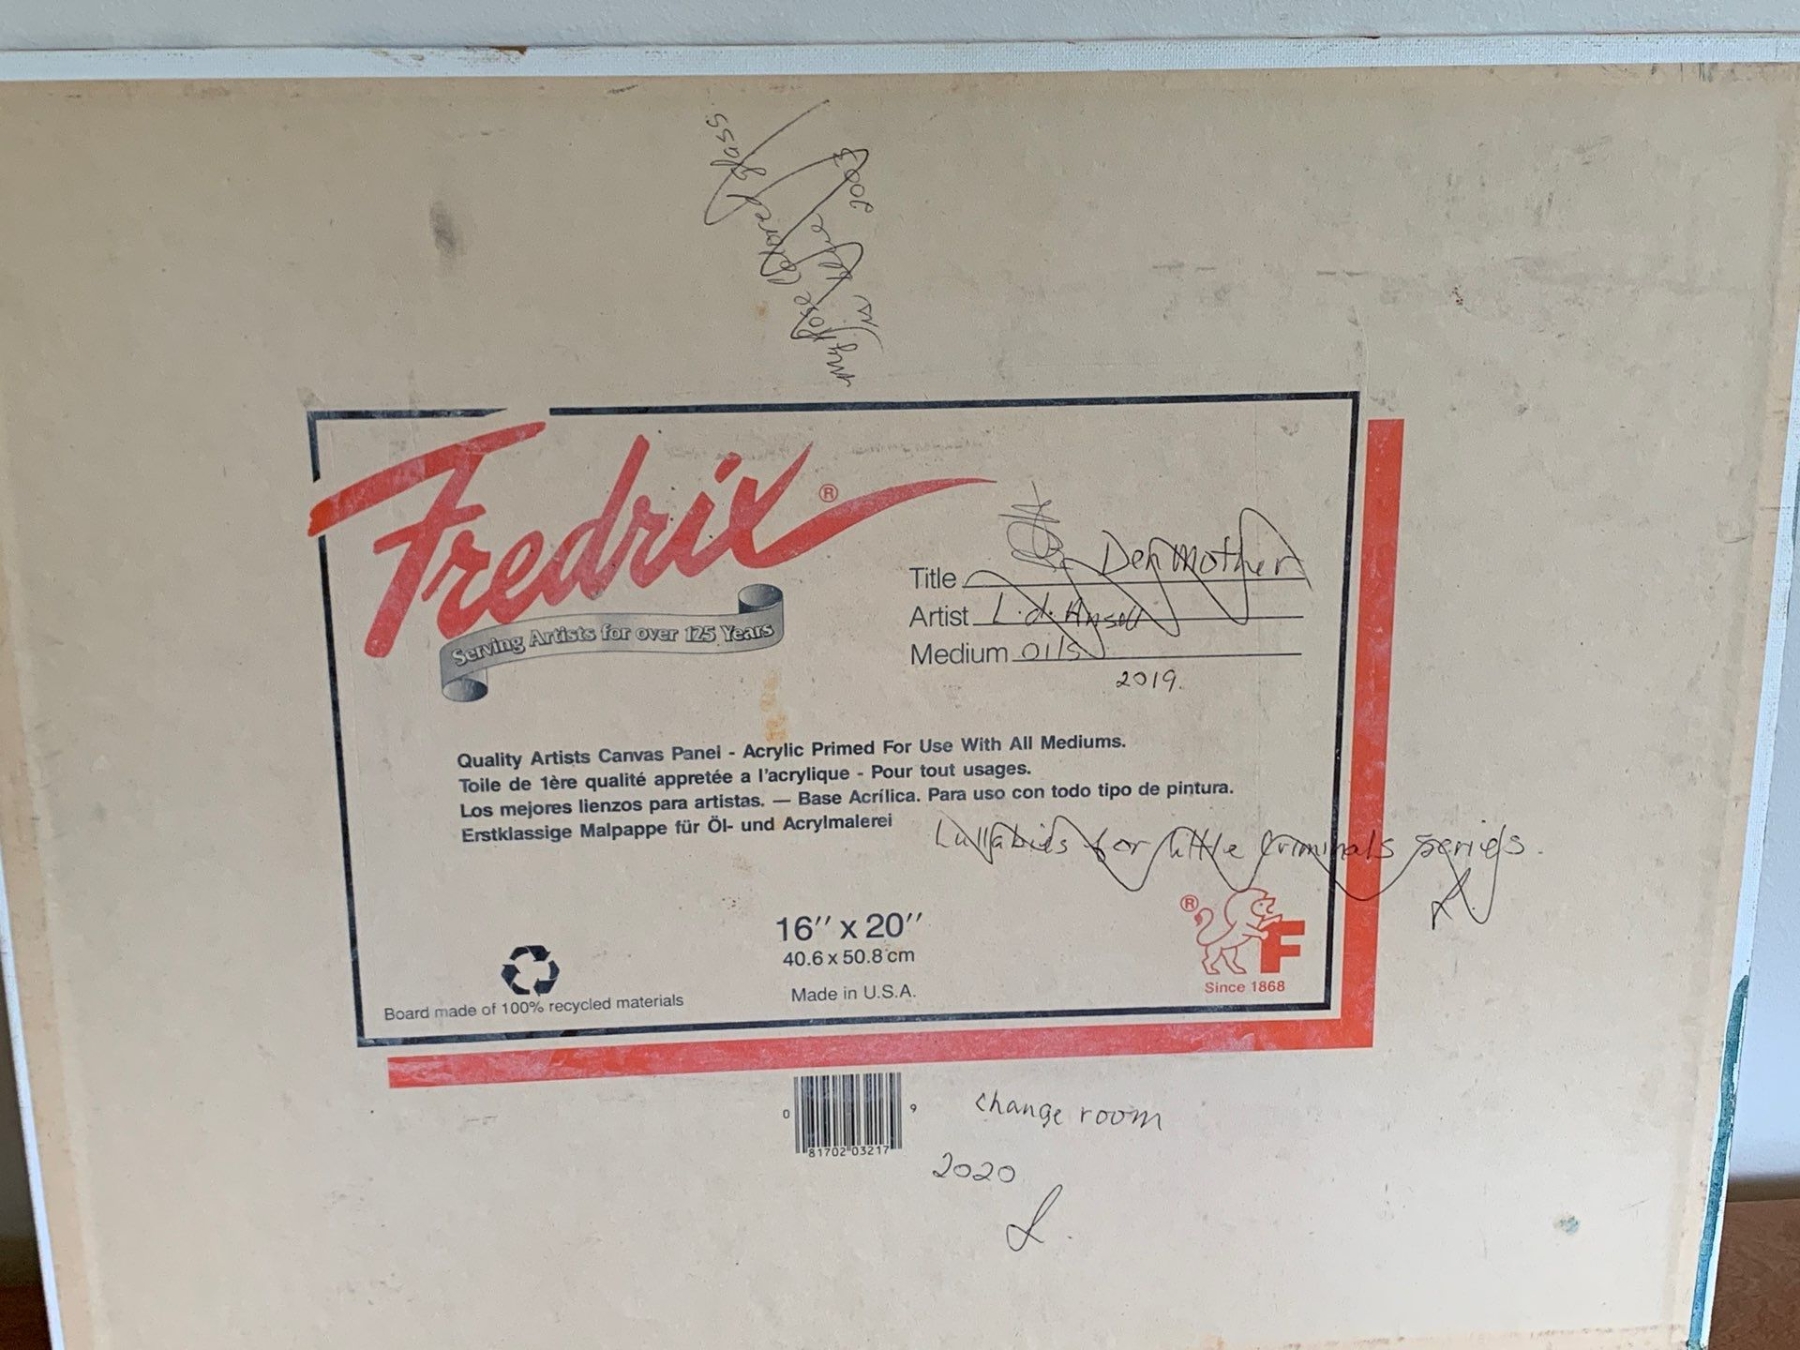 my Rose Colored glass
2003
Fredrix®
Serving Artists for over 125 Years
Title Den Mother
Artist L.d.
Medium oils
2019.
Quality Artists Canvas Panel - Acrylic Primed For Use With All Mediums.
Toile de 1ère qualité appretée a l'acrylique - Pour tout usages.
Los mejores lienzos para artistas. — Base Acrílica. Para uso con todo tipo de pintura.
Erstklassige Malpappe für Öl- und Acrylmalerei
Lullabies for little Criminals series.
16" x 20"
40.6 x 50.8 cm
Made in U.S.A.
Board made of 100% recycled materials
® F
Since 1868
0 81702 03217 9
change room
2020
L.